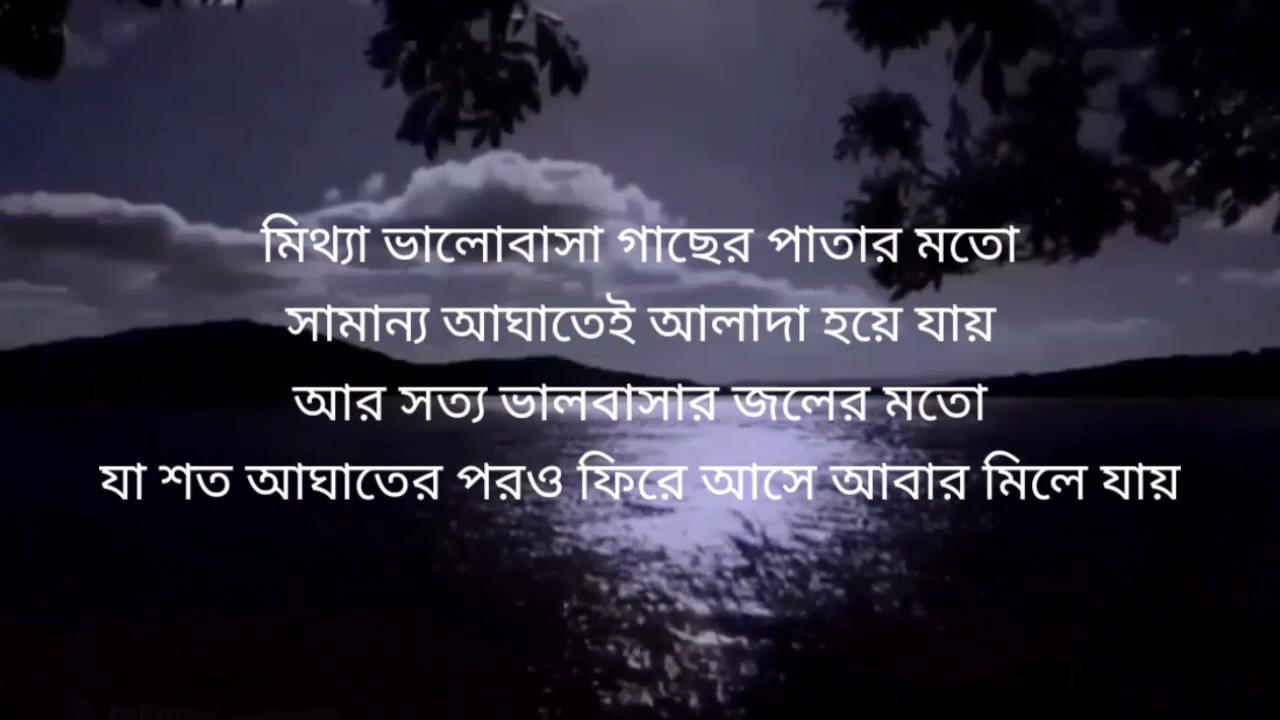 মিথ্যা ভালোবাসা গাছের পাতার মতো
সামান্য আঘাতেই আলাদা হয়ে যায়
আর সত্য ভালবাসার জলের মতো
যা শত আঘাতের পরও ফিরে আসে আবার মিলে যায়